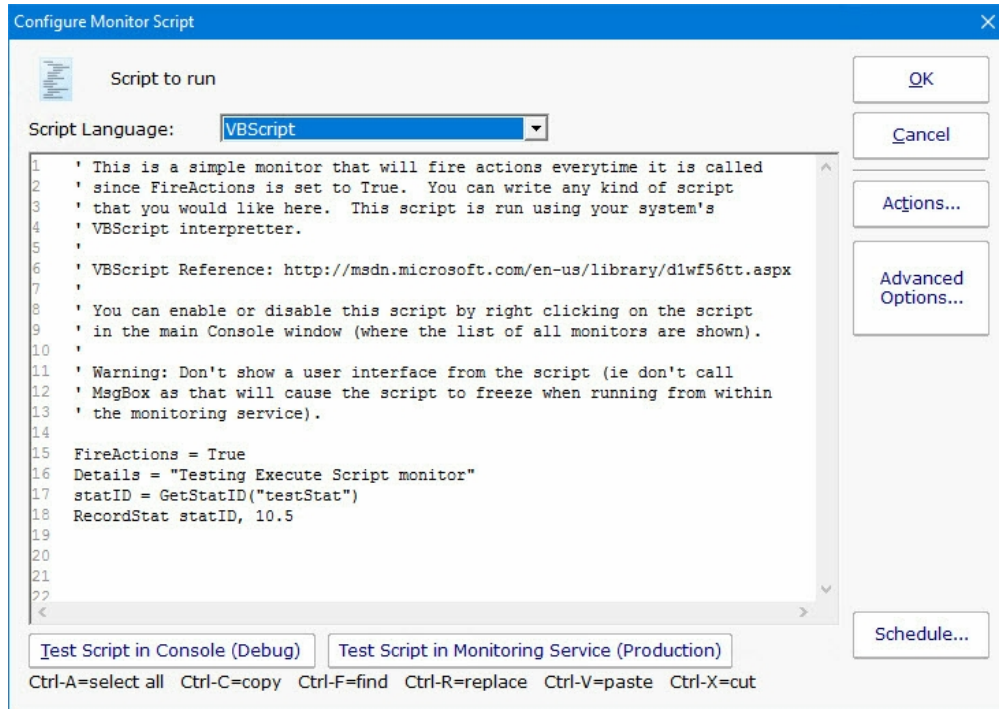 Configure Monitor Script
Script to run
Script Language: VBScript
1 ' This is a simple monitor that will fire actions everytime it is called
2 ' since FireActions is set to True.  You can write any kind of script
3 ' that you would like here.  This script is run using your system's
4 ' VBScript interpretter.
5 '
6 ' VBScript Reference: http://msdn.microsoft.com/en-us/library/d1wf56tt.aspx
7 '
8 ' You can enable or disable this script by right clicking on the script
9 ' in the main Console window (where the list of all monitors are shown).
10 '
11 ' Warning: Don't show a user interface from the script (ie don't call
12 ' MsgBox as that will cause the script to freeze when running from within
13 ' the monitoring service).
14
15 FireActions = True
16 Details = "Testing Execute Script monitor"
17 statID = GetStatID("testStat")
18 RecordStat statID, 10.5
19
20
21
22
Test Script in Console (Debug) Test Script in Monitoring Service (Production)
Ctrl-A=select all Ctrl-C=copy Ctrl-F=find Ctrl-R=replace Ctrl-V=paste Ctrl-X=cut
OK
Cancel
Actions...
Advanced
Options...
Schedule...